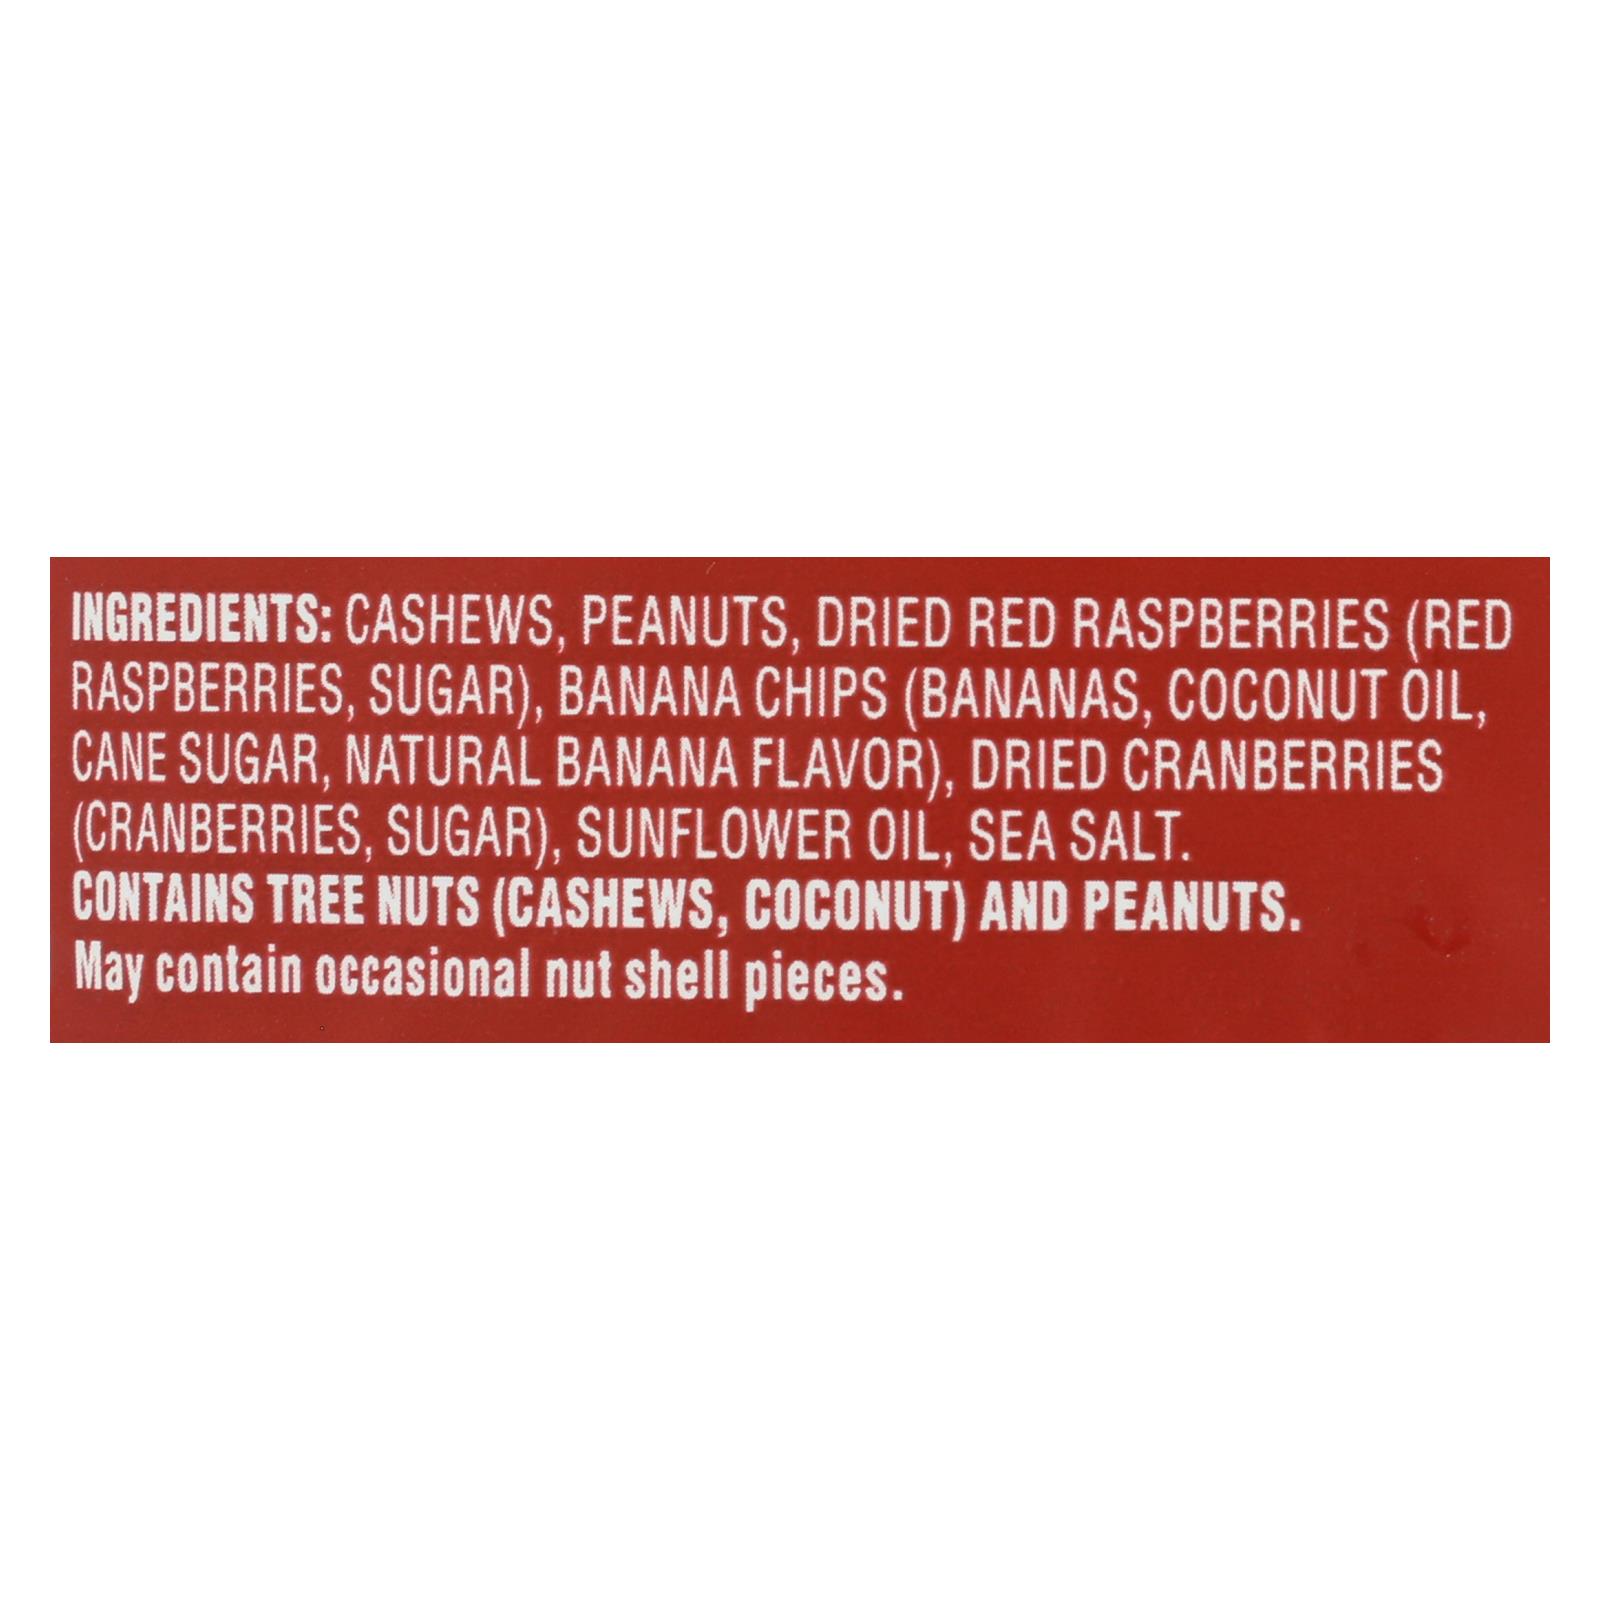 INGREDIENTS: CASHEWS, PEANUTS, DRIED RED RASPBERRIES (RED
RASPBERRIES, SUGAR), BANANA CHIPS (BANANAS, COCONUT OIL,
CANE SUGAR, NATURAL BANANA FLAVOR), DRIED CRANBERRIES
(CRANBERRIES, SUGAR), SUNFLOWER OIL, SEA SALT.
CONTAINS TREE NUTS (CASHEWS, COCONUT) AND PEANUTS.
May contain occasional nut shell pieces.